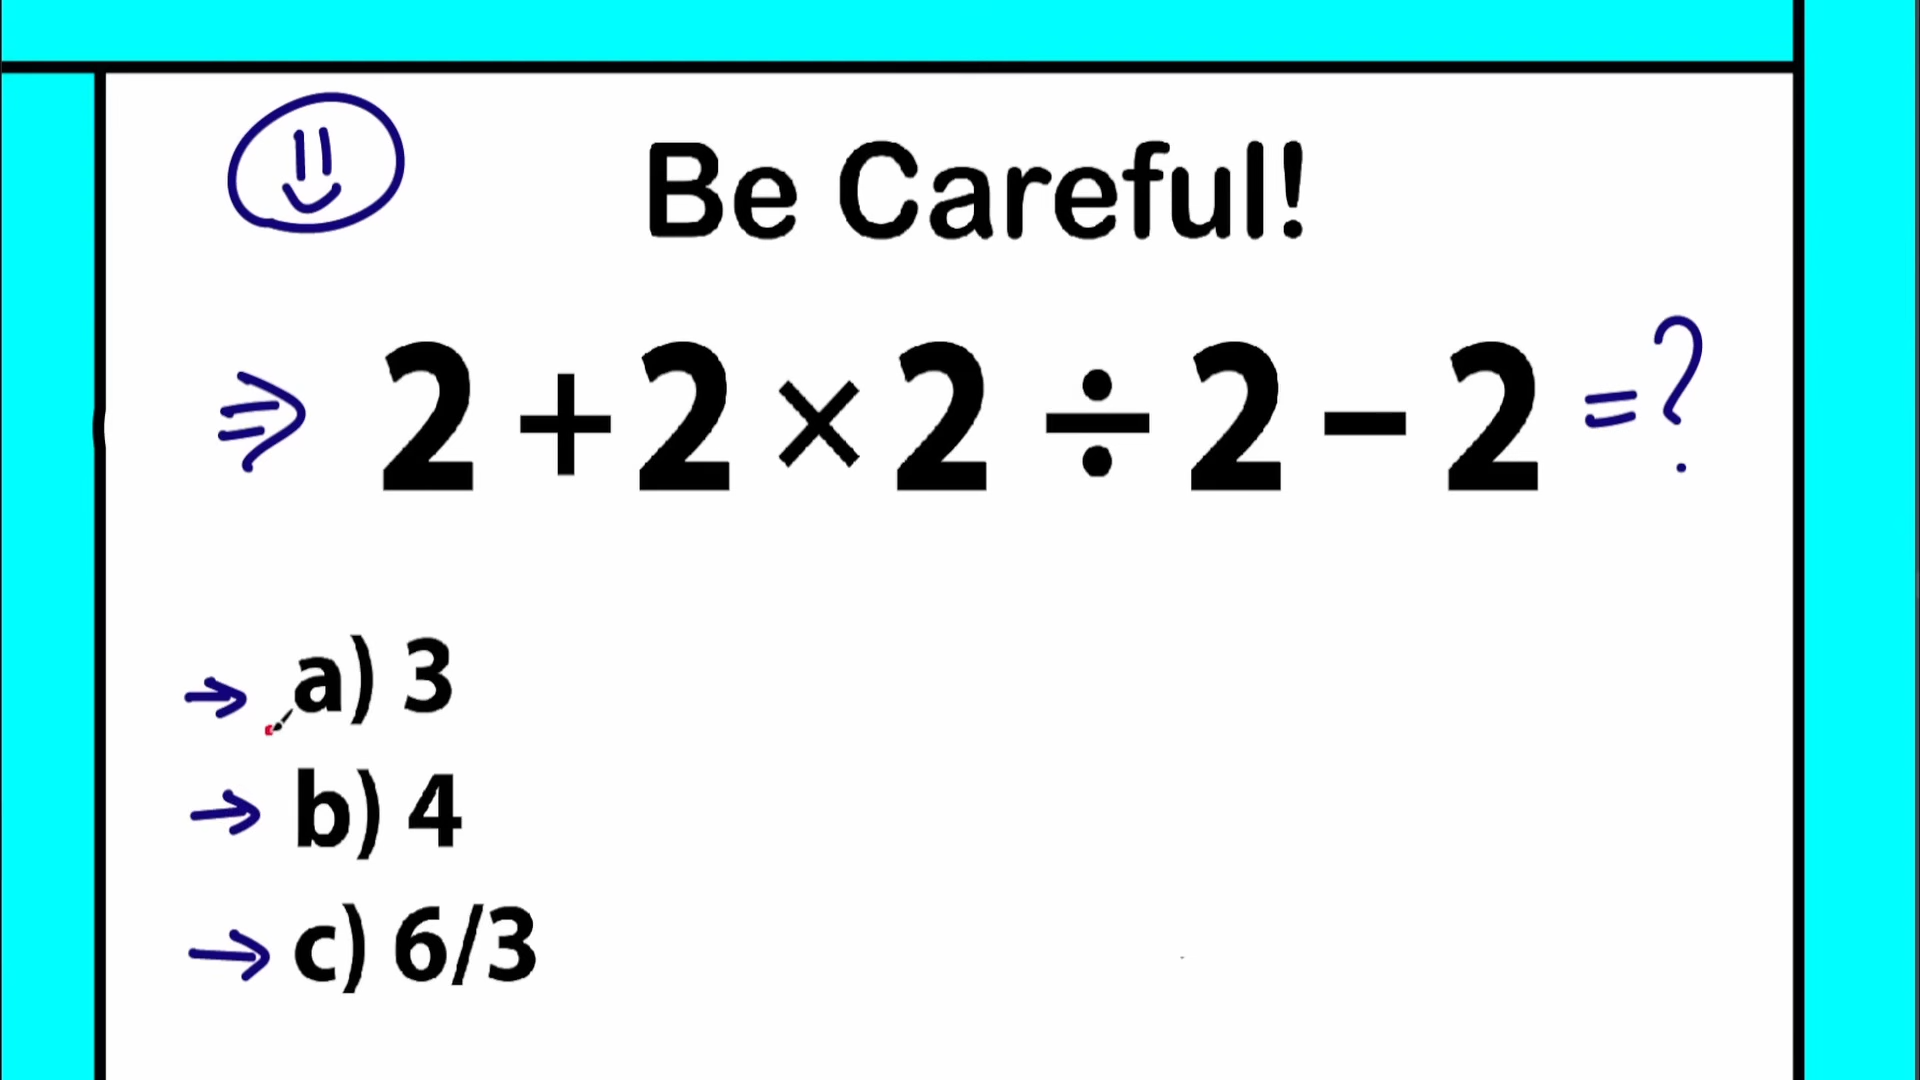 Be Careful!
⇒ 2 + 2 × 2 ÷ 2 - 2 = ?
→ a) 3
→ b) 4
→ c) 6/3